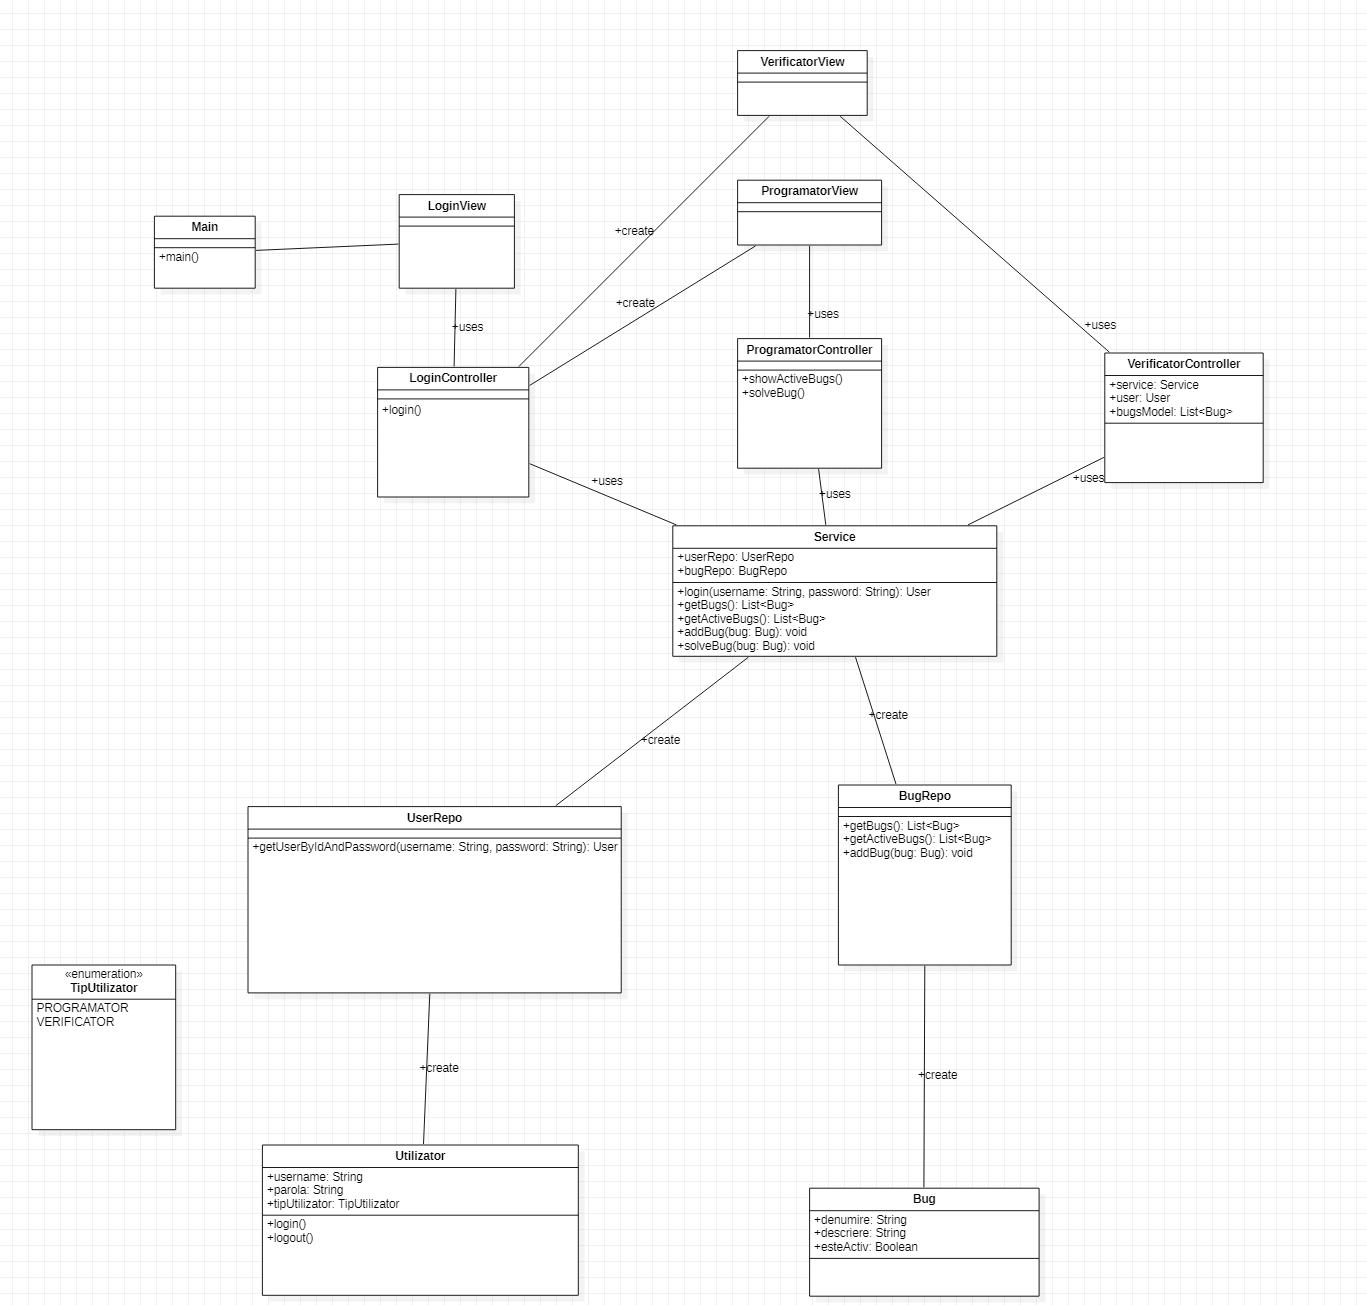 VerificatorView
ProgramatorView
LoginView
Main
+main()
+create
+create
+uses
+uses
+uses
LoginController
+login()
ProgramatorController
+showActiveBugs()
+solveBug()
VerificatorController
+service: Service
+user: User
+bugsModel: List<Bug>
+uses
+uses
+uses
Service
+userRepo: UserRepo
+bugRepo: BugRepo
+login(username: String, password: String): User
+getBugs(): List<Bug>
+getActiveBugs(): List<Bug>
+addBug(bug: Bug): void
+solveBug(bug: Bug): void
+create
+create
UserRepo
+getUserByIdAndPassword(username: String, password: String): User
BugRepo
+getBugs(): List<Bug>
+getActiveBugs(): List<Bug>
+addBug(bug: Bug): void
«enumeration»
TipUtilizator
PROGRAMATOR
VERIFICATOR
+create
+create
Utilizator
+username: String
+parola: String
+tipUtilizator: TipUtilizator
+login()
+logout()
Bug
+denumire: String
+descriere: String
+esteActiv: Boolean